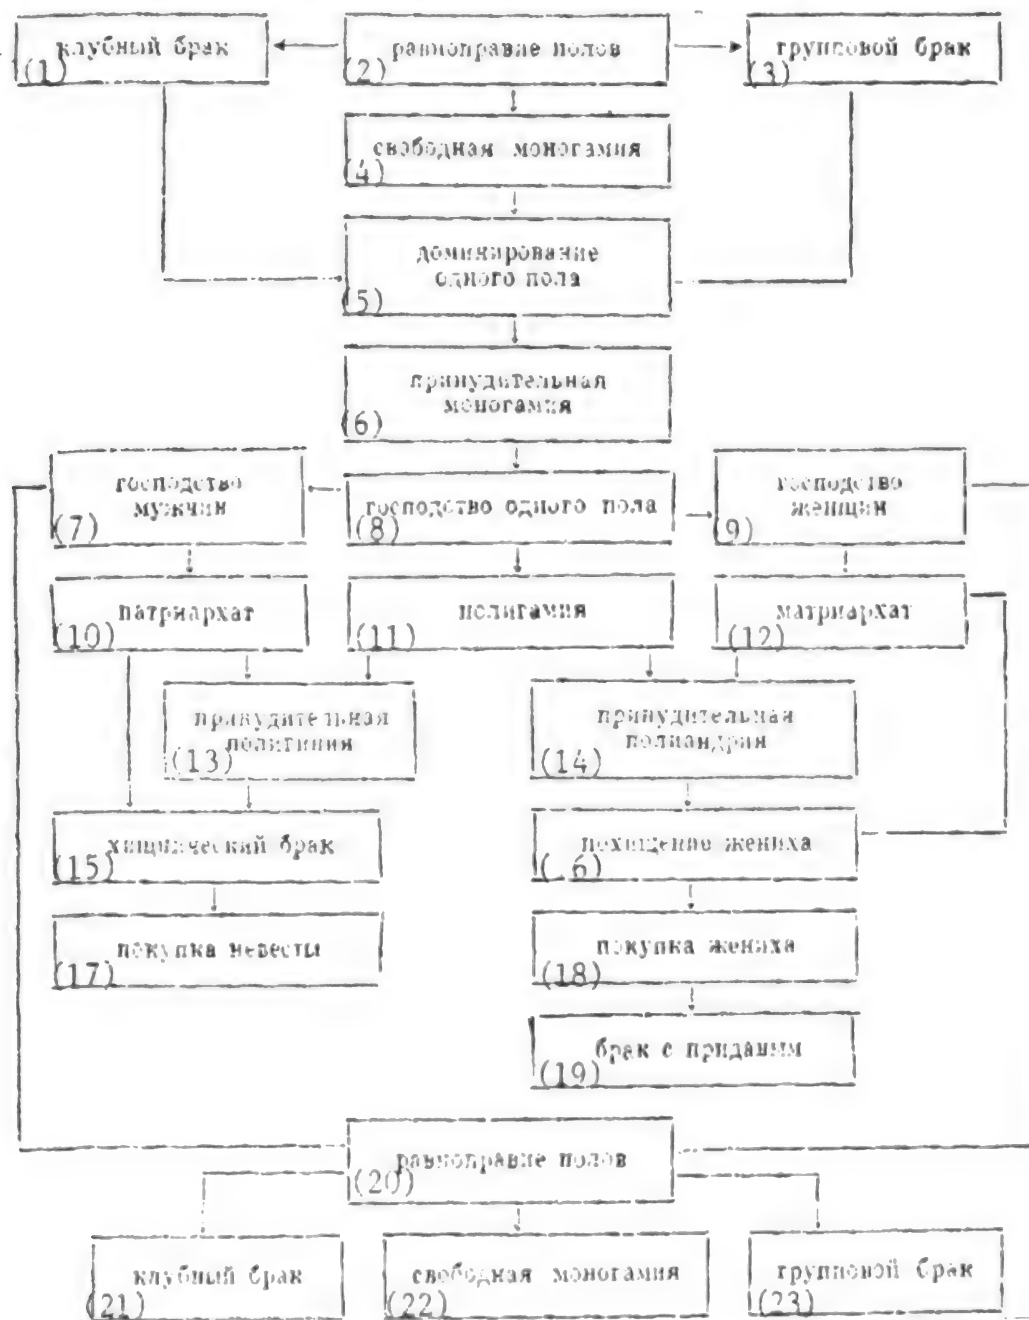 клубный брак
(1)
равноправие полов
(2)
групповой брак
(3)
свободная моногамия
(4)
доминирование
одного пола
(5)
принудительная
моногамия
(6)
господство
мужчин
(7)
господство одного пола
(8)
господство
женщин
(9)
патриархат
(10)
полигамия
(11)
матриархат
(12)
принудительная
полигиния
(13)
принудительная
полиандрия
(14)
хищнический брак
(15)
похищение жениха
(16)
покупка невесты
(17)
покупка жениха
(18)
брак с приданым
(19)
равноправие полов
(20)
клубный брак
(21)
свободная моногамия
(22)
групповой брак
(23)